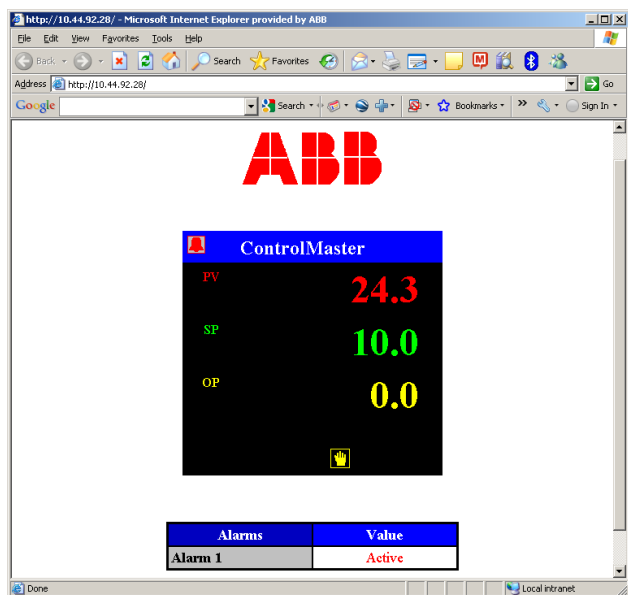 http://10.44.92.28/ - Microsoft Internet Explorer provided by ABB
File Edit View Favorites Tools Help
Back Search Favorites
Address http://10.44.92.28/ Go
Google Search Bookmarks Sign In
ABB
ControlMaster
PV 24.3
SP 10.0
OP 0.0
Alarms Value
Alarm 1 Active
Done Local intranet